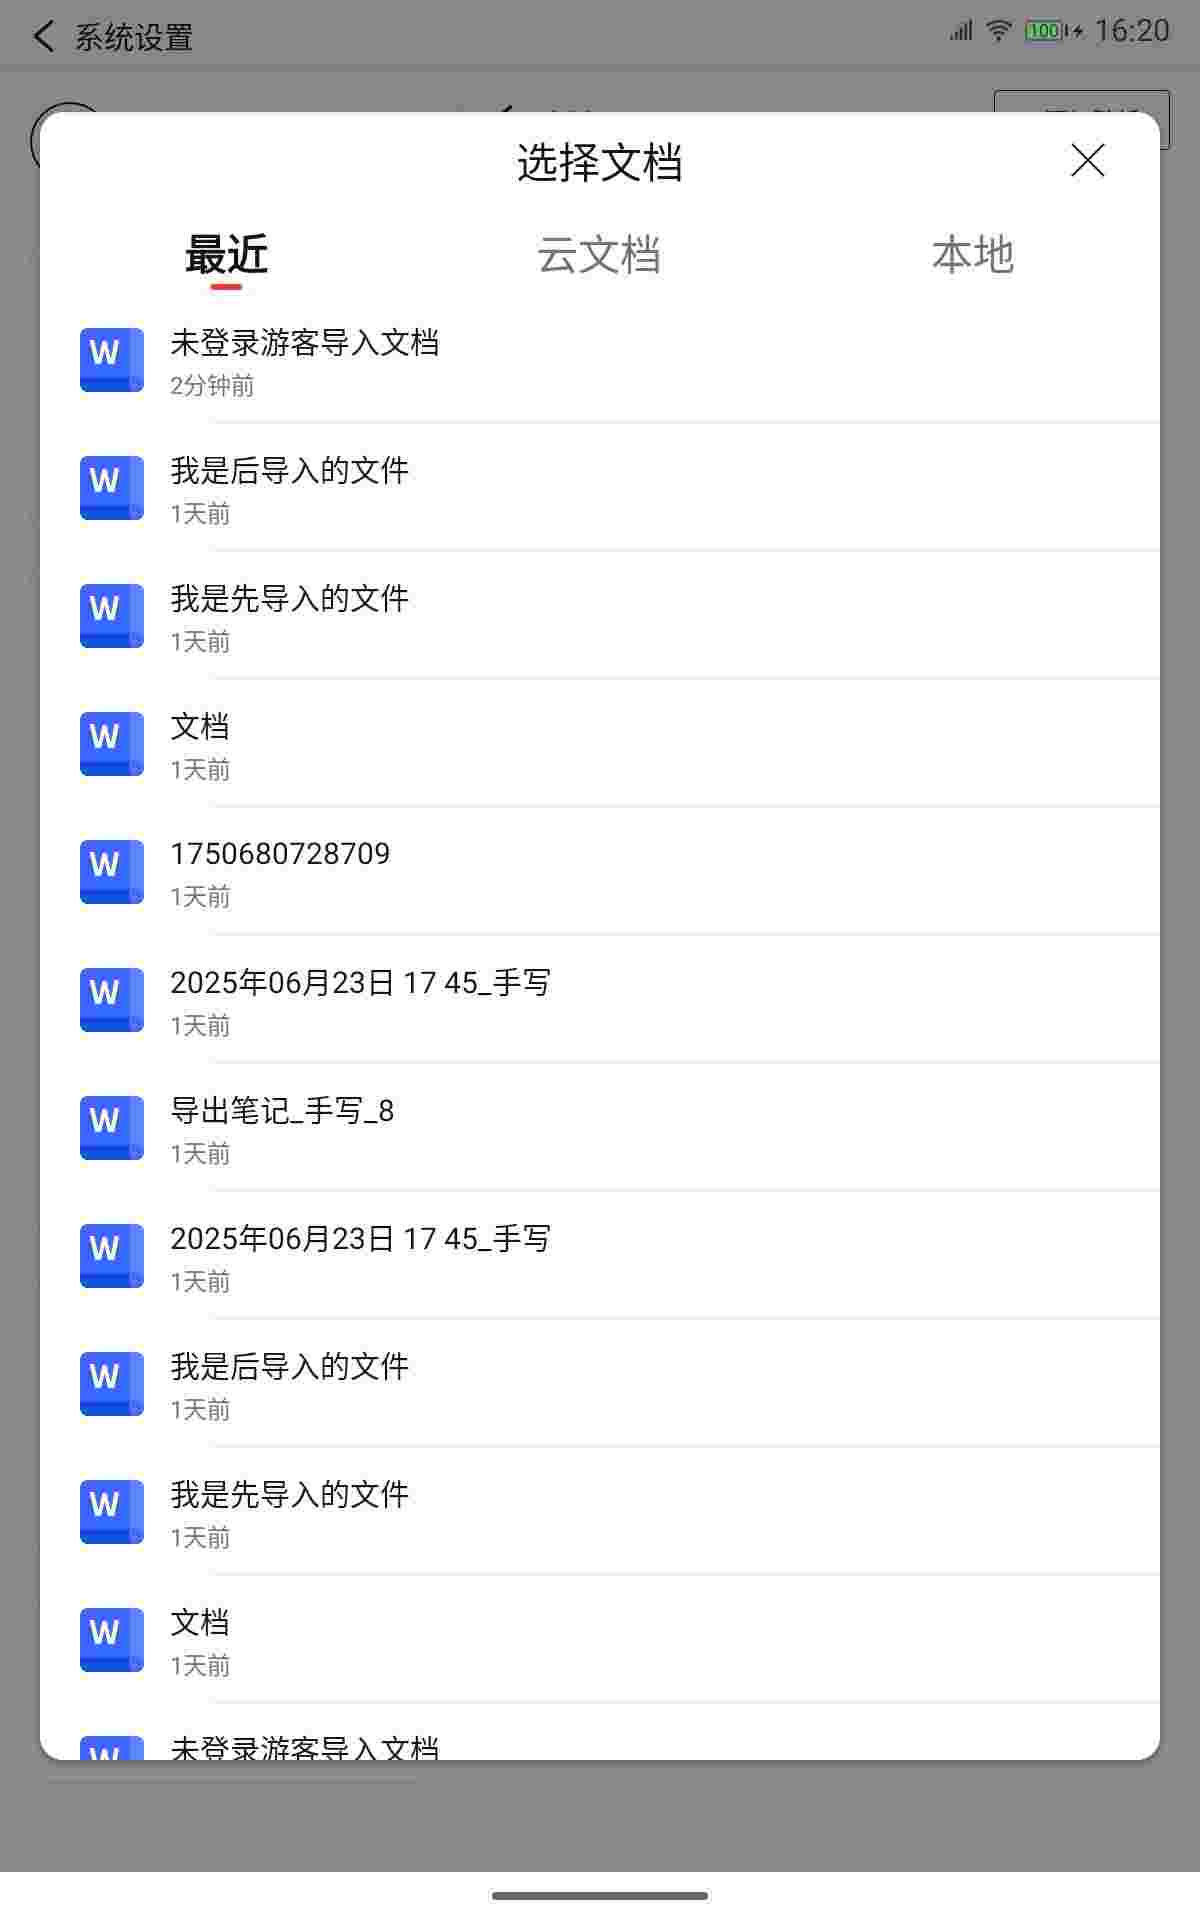 系统设置
100
16:20
选择文档
最近
云文档
本地
W
未登录游客导入文档
2分钟前
W
我是后导入的文件
1天前
W
我是先导入的文件
1天前
W
文档
1天前
W
1750680728709
1天前
W
2025年06月23日 17 45_手写
1天前
W
导出笔记_手写_8
1天前
W
2025年06月23日 17 45_手写
1天前
W
我是后导入的文件
1天前
W
我是先导入的文件
1天前
W
文档
1天前
W
未登录游客导入文档